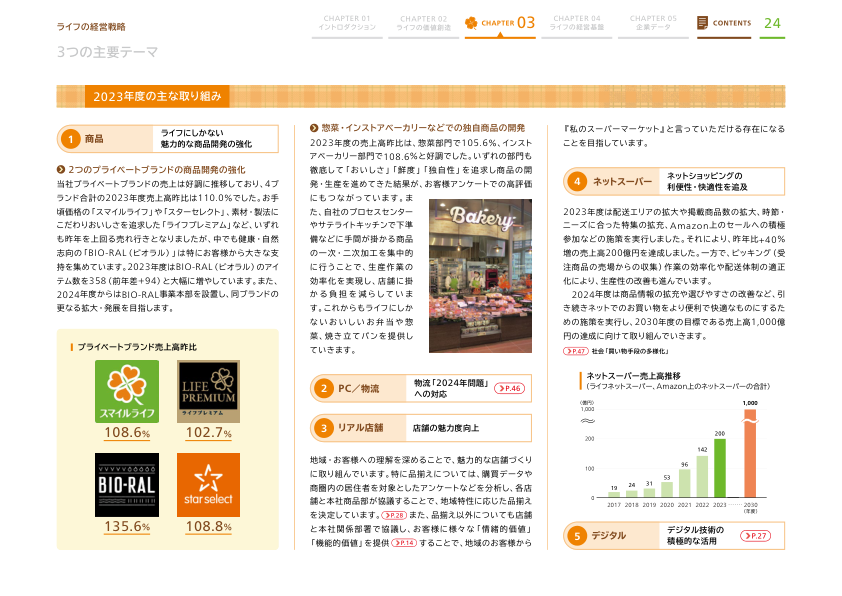 ライフの経営戦略
CHAPTER 01
イントロダクション
CHAPTER 02
ライフの価値創造
CHAPTER 03
CHAPTER 04
ライフの経営基盤
CHAPTER 05
企業データ
CONTENTS
24
3つの主要テーマ
2023年度の主な取り組み
1 商品
ライフにしかない
魅力的な商品開発の強化
2つのプライベートブランドの商品開発の強化
当社プライベートブランドの売上は好調に推移しており、4ブ
ランド合計の2023年度売上高昨比は110.0%でした。お手
頃価格の「スマイルライフ」や「スターセレクト」、素材・製法に
こだわりおいしさを追求した「ライフプレミアム」など、いずれ
も昨年を上回る売れ行きとなりましたが、中でも健康・自然
志向の「BIO-RAL(ビオラル)」は特にお客様から大きな支
持を集めています。2023年度はBIO-RAL(ビオラル)のアイ
テム数を358(前年差+94)と大幅に増やしています。また、
2024年度からはBIO-RAL事業本部を設置し、同ブランドの
更なる拡大・発展を目指します。
プライベートブランド売上高昨比
スマイルライフ
108.6%
LIFE
PREMIUM
ライフプレミアム
102.7%
BIO-RAL
135.6%
star select
108.8%
惣菜・インストアベーカリーなどでの独自商品の開発
2023年度の売上高昨比は、惣菜部門で105.6%、インスト
アベーカリー部門で108.6%と好調でした。いずれの部門も
徹底して「おいしさ」「鮮度」「独自性」を追求し商品の開
発・生産を進めてきた結果が、お客様アンケートでの高評価
にもつながっています。ま
た、自社のプロセスセンター
やサテライトキッチンで下準
備などに手間が掛かる商品
の一次・二次加工を集中的
に行うことで、生産作業の
効率化を実現し、店舗に掛
かる負担を減らしていま
す。これからもライフにしか
ないおいしいお弁当や惣
菜、焼き立てパンを提供し
ていきます。
Bakery
2 PC/物流
物流「2024年問題」
への対応
P.46
3 リアル店舗
店舗の魅力度向上
地域・お客様への理解を深めることで、魅力的な店舗づくり
に取り組んでいます。特に品揃えについては、購買データや
商圏内の居住者を対象としたアンケートなどを分析し、各店
舗と本社商品部が協議することで、地域特性に応じた品揃え
を決定しています。P.28 また、品揃え以外についても店舗
と本社関係部署で協議し、お客様に様々な「情緒的価値」
「機能的価値」を提供 P.14 することで、地域のお客様から
『私のスーパーマーケット』と言っていただける存在になる
ことを目指しています。
4 ネットスーパー
ネットショッピングの
利便性・快適性を追及
2023年度は配送エリアの拡大や掲載商品数の拡大、時節・
ニーズに合った特集の拡充、Amazon上のセールへの積極
参加などの施策を実行しました。それにより、昨年比+40%
増の売上高200億円を達成しました。一方で、ピッキング(受
注商品の売場からの収集)作業の効率化や配送体制の適正
化により、生産性の改善も進んでいます。
2024年度は商品情報の拡充や選びやすさの改善など、引
き続きネットでのお買い物をより便利で快適なものにするた
めの施策を実行し、2030年度の目標である売上高1,000億
円の達成に向けて取り組んでいきます。
P.47 社会「買い物手段の多様化」
ネットスーパー売上高推移
(ライフネットスーパー、Amazon上のネットスーパーの合計)
(億円)
1,000
200
100
0
19
24
31
53
96
142
200
1,000
2017 2018 2019 2020 2021 2022 2023 ‥‥‥ 2030
(年度)
5 デジタル
デジタル技術の
積極的な活用
P.27